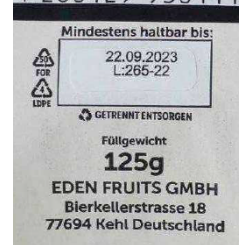 Mindestens haltbar bis:
22.09.2023
L:265-22
FOR
4
LDPE
GETRENNT ENTSORGEN
Füllgewicht
125g
EDEN FRUITS GMBH
Bierkellerstrasse 18
77694 Kehl Deutschland